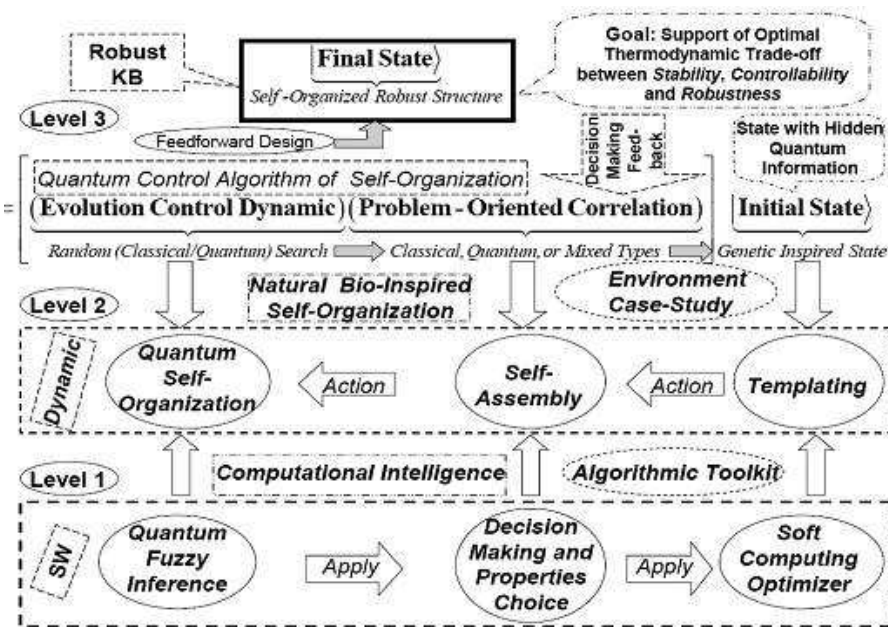 Robust
KB
|Final State⟩
Self-Organized Robust Structure
Goal: Support of Optimal
Thermodynamic Trade-off
between Stability, Controllability
and Robustness
Level 3
Feedforward Design
Decision
Making
Feed-
back
State with Hidden
Quantum
Information
Quantum Control Algorithm of Self-Organization
=
(Evolution Control Dynamic) (Problem-Oriented Correlation) |Initial State⟩
Random (Classical/Quantum) Search Classical, Quantum, or Mixed Types Genetic Inspired State
Natural Bio-Inspired
Self-Organization
Environment
Case-Study
Level 2
Dynamic
Quantum
Self-
Organization
Action
Self-
Assembly
Action
Templating
Level 1
Computational Intelligence
Algorithmic Toolkit
SW
Quantum
Fuzzy
Inference
Apply
Decision
Making and
Properties
Choice
Apply
Soft
Computing
Optimizer